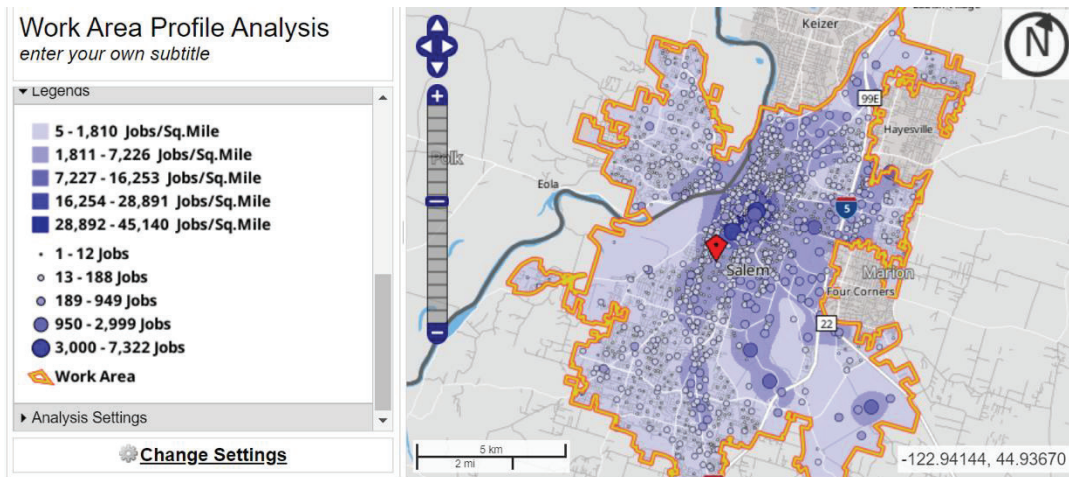 Work Area Profile Analysis
enter your own subtitle
Legends
5 - 1,810 Jobs/Sq.Mile
1,811 - 7,226 Jobs/Sq.Mile
7,227 - 16,253 Jobs/Sq.Mile
16,254 - 28,891 Jobs/Sq.Mile
28,892 - 45,140 Jobs/Sq.Mile
1 - 12 Jobs
13 - 188 Jobs
189 - 949 Jobs
950 - 2,999 Jobs
3,000 - 7,322 Jobs
Work Area
Analysis Settings
Change Settings
Keizer
N
99E
Hayesville
Polk
Eola
5
Salem
Marion
Four Corners
22
5 km
2 mi
-122.94144, 44.93670